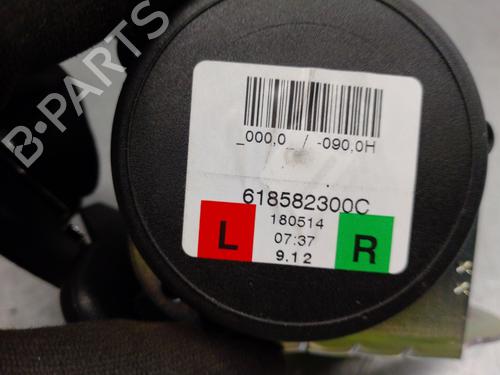 B-PARTS
_000,0_ / -090,0H
618582300C
180514
07:37
9.12
L
R